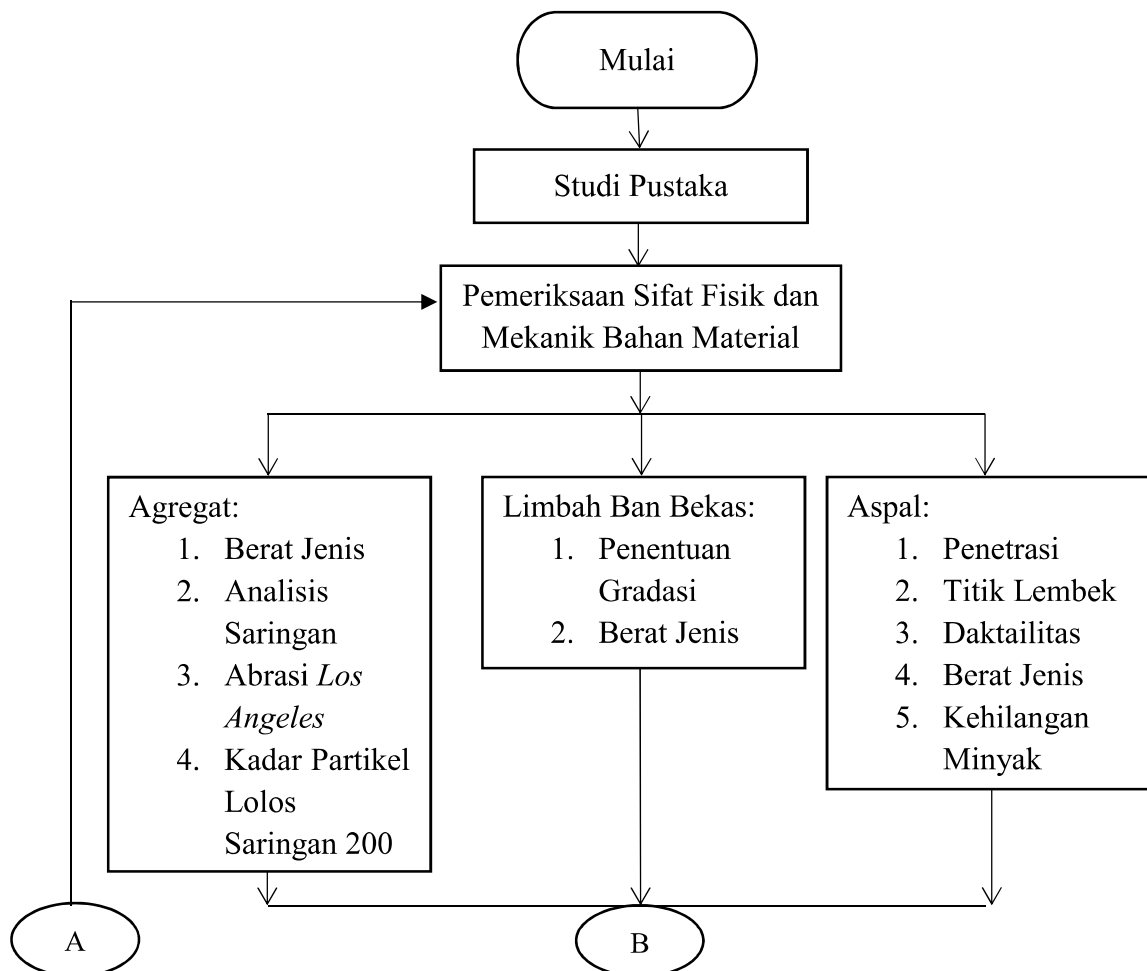 Mulai
Studi Pustaka
Pemeriksaan Sifat Fisik dan
Mekanik Bahan Material
Agregat:
1. Berat Jenis
2. Analisis
Saringan
3. Abrasi Los
Angeles
4. Kadar Partikel
Lolos
Saringan 200
Limbah Ban Bekas:
1. Penentuan
Gradasi
2. Berat Jenis
Aspal:
1. Penetrasi
2. Titik Lembek
3. Daktailitas
4. Berat Jenis
5. Kehilangan
Minyak
A
B